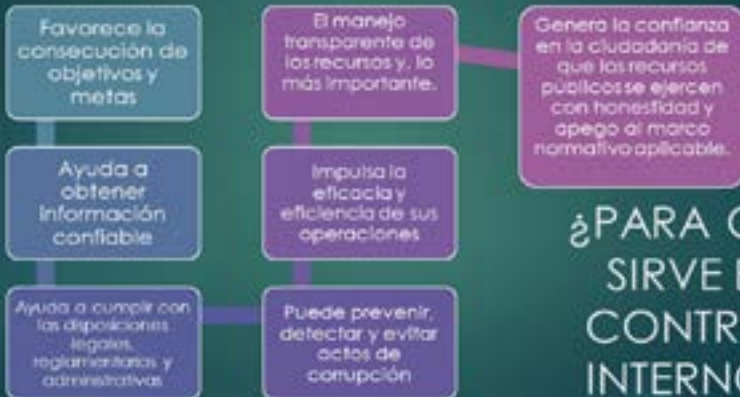 Favorece la
consecución de
objetivos y
metas
Ayuda a
obtener
información
confiable
Ayuda a cumplir con
las disposiciones
legales,
reglamentarias y
administrativas
Puede prevenir,
detectar y evitar
actos de
corrupción
Impulsa la
eficacia y
eficiencia de sus
operaciones
El manejo
transparente de
los recursos y, lo
más importante.
Genera la confianza
en la ciudadanía de
que los recursos
públicos se ejercen
con honestidad y
apego al marco
normativo aplicable.
¿PARA
SIRVE
CONTR
INTERNO